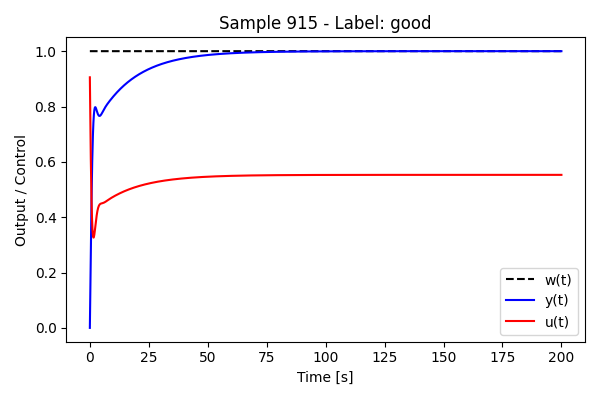 Sample 915 - Label: good
1.0
0.8
0.6
0.4
0.2
0.0
Output / Control
w(t)
y(t)
u(t)
0 25 50 75 100 125 150 175 200
Time [s]